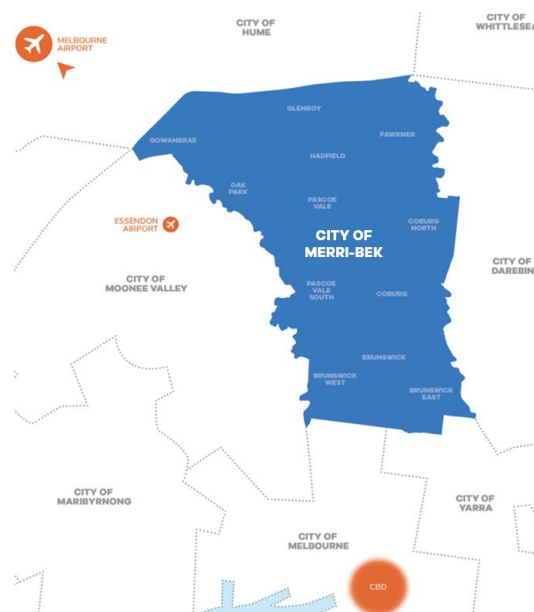 CITY OF
HUME
CITY OF
WHITTLESEA
MELBOURNE
AIRPORT
GLENROY
FAWKNER
GOWANBRAE
HADFIELD
OAK
PARK
PASCOE
VALE
ESSENDON
AIRPORT
COBURG
NORTH
CITY OF
MERRI-BEK
CITY OF
DAREBIN
CITY OF
MOONEE VALLEY
PASCOE
VALE
SOUTH
COBURG
BRUNSWICK
BRUNSWICK
WEST
BRUNSWICK
EAST
CITY OF
MARIBYRNONG
CITY OF
YARRA
CITY OF
MELBOURNE
CBD